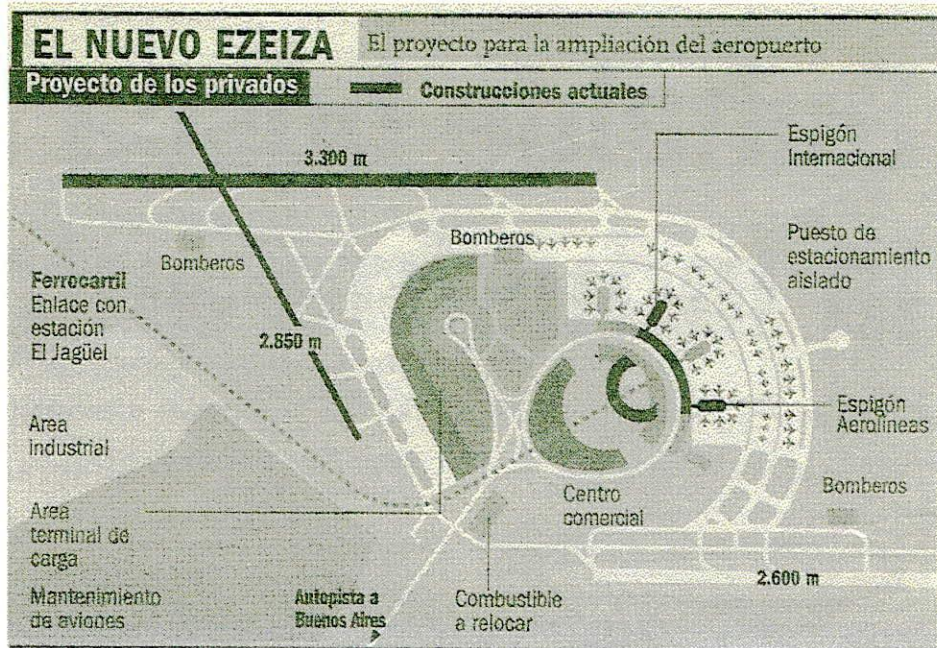 EL NUEVO EZEIZA
El proyecto para la ampliación del aeropuerto
Proyecto de los privados
Construcciones actuales
3.300 m
Espigón
Internacional
Bomberos
Puesto de
estacionamiento
aislado
Bomberos
Ferrocarril
Enlace con
estación
El Jagüel
2.850 m
Espigón
Aerolíneas
Area
industrial
Bomberos
Centro
comercial
Area
terminal de
carga
2.600 m
Mantenimiento
de aviones
Autopista a
Buenos Aires
Combustible
a relocar